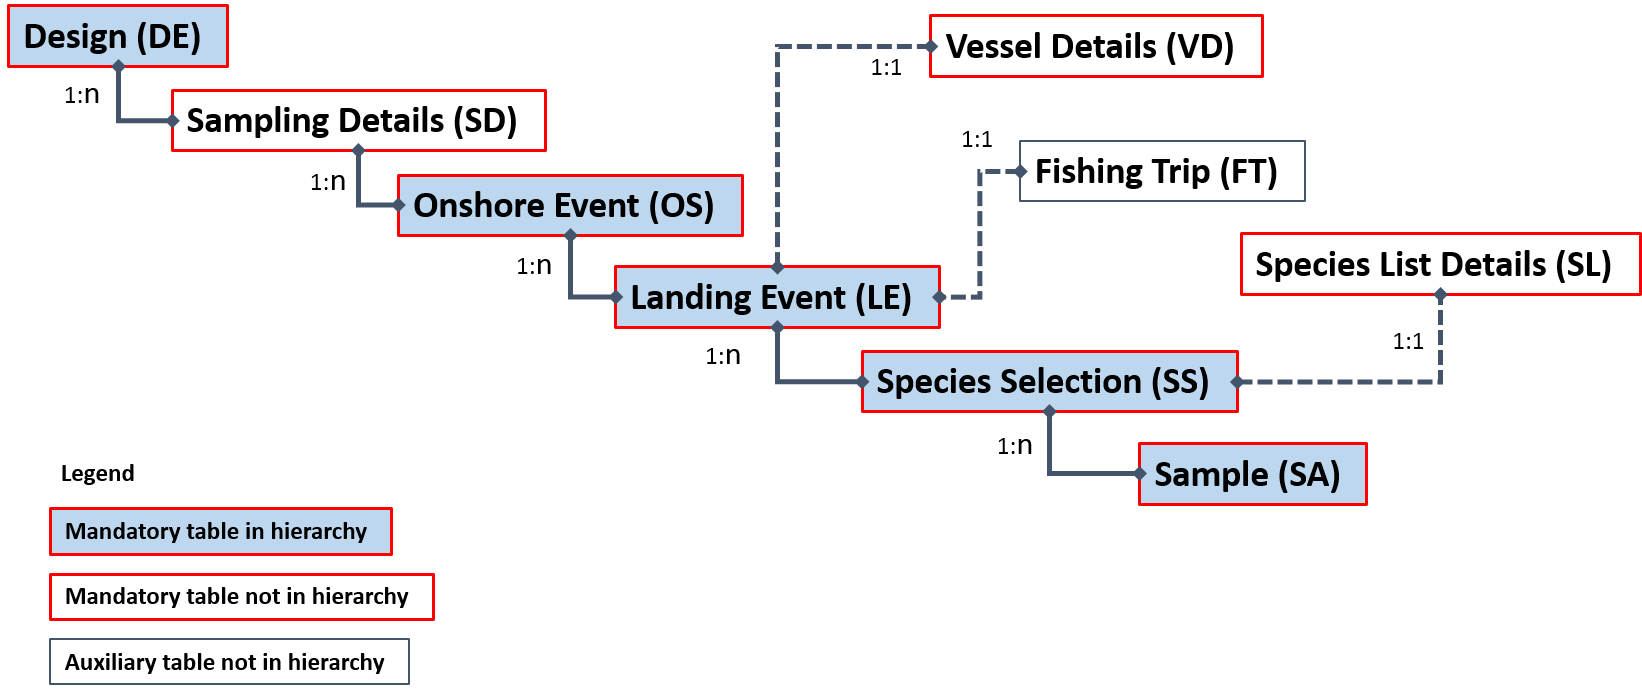 Design (DE)
Vessel Details (VD)
1:1
1:n
Sampling Details (SD)
1:1
Fishing Trip (FT)
1:n
Onshore Event (OS)
Species List Details (SL)
1:n
Landing Event (LE)
1:1
1:n
Species Selection (SS)
1:n
Sample (SA)
Legend
Mandatory table in hierarchy
Mandatory table not in hierarchy
Auxiliary table not in hierarchy